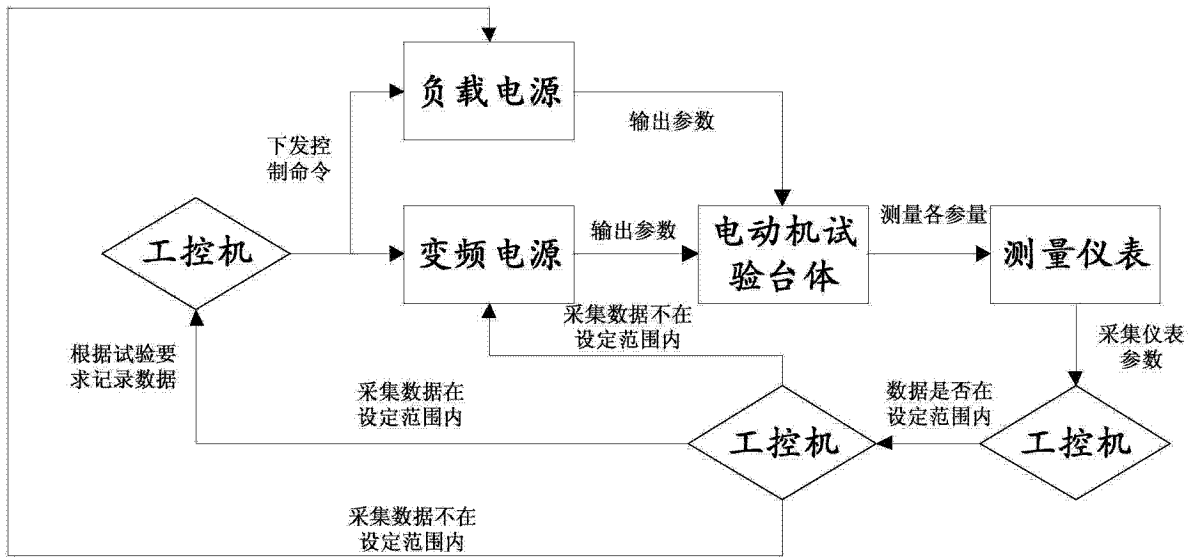 负载电源
输出参数
下发控
制命令
工控机
变频电源
输出参数
电动机试
验台体
测量各参量
测量仪表
采集数据不在
设定范围内
采集仪表
参数
根据试验要
求记录数据
采集数据在
设定范围内
数据是否在
设定范围内
工控机
工控机
采集数据不在
设定范围内